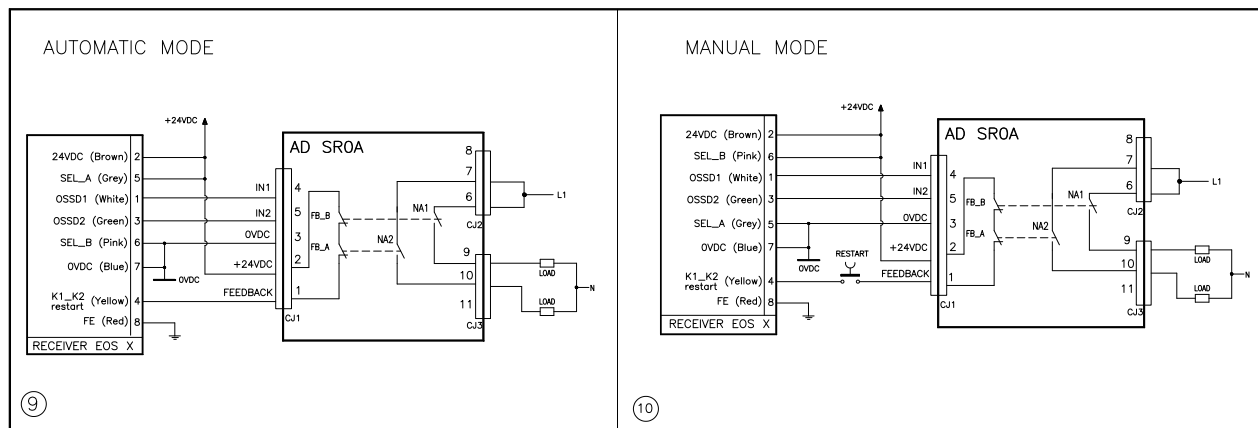 AUTOMATIC MODE
+24VDC
24VDC (Brown) 2
SEL_A (Grey) 5
OSSD1 (White) 1
OSSD2 (Green) 3
SEL_B (Pink) 6
0VDC (Blue) 7
K1_K2 (Yellow) 4
restart
FE (Red) 8
RECEIVER EOS X
0VDC
IN1
IN2
0VDC
+24VDC
FEEDBACK
AD SR0A
4
5
3
2
1
CJ1
FB_B
FB_A
NA1
NA2
8
7
6
CJ2
9
10
11
CJ3
L1
LOAD
LOAD
N
9
MANUAL MODE
+24VDC
24VDC (Brown) 2
SEL_B (Pink) 6
OSSD1 (White) 1
OSSD2 (Green) 3
SEL_A (Grey) 5
0VDC (Blue) 7
K1_K2 (Yellow) 4
restart
FE (Red) 8
RECEIVER EOS X
0VDC
RESTART
IN1
IN2
0VDC
+24VDC
FEEDBACK
AD SR0A
4
5
3
2
1
CJ1
FB_B
FB_A
NA1
NA2
8
7
6
CJ2
9
10
11
CJ3
L1
LOAD
LOAD
N
10